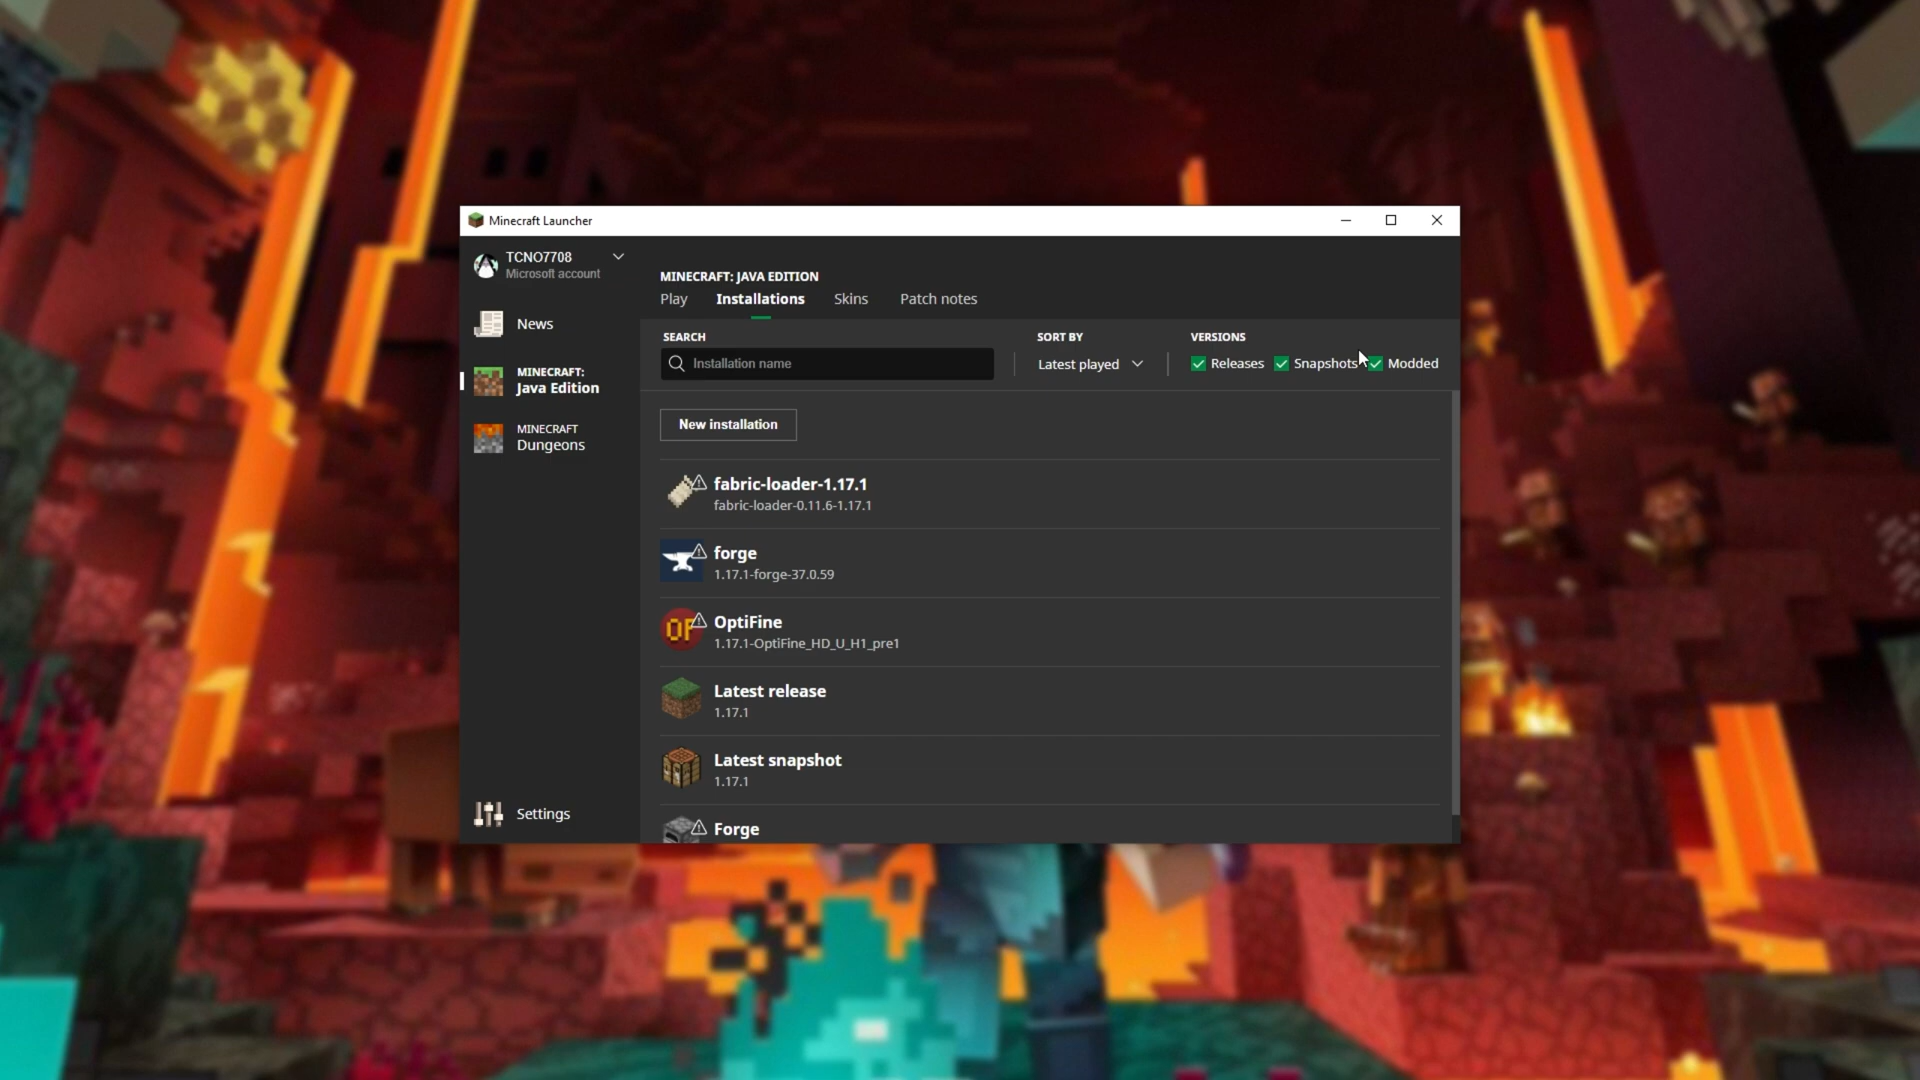 Minecraft Launcher
TCNO7708
Microsoft account
News
MINECRAFT:
Java Edition
MINECRAFT
Dungeons
Settings
MINECRAFT: JAVA EDITION
Play Installations Skins Patch notes
SEARCH SORT BY VERSIONS
Installation name Latest played Releases Snapshots Modded
New installation
fabric-loader-1.17.1
fabric-loader-0.11.6-1.17.1
forge
1.17.1-forge-37.0.59
OF
OptiFine
1.17.1-OptiFine_HD_U_H1_pre1
Latest release
1.17.1
Latest snapshot
1.17.1
Forge